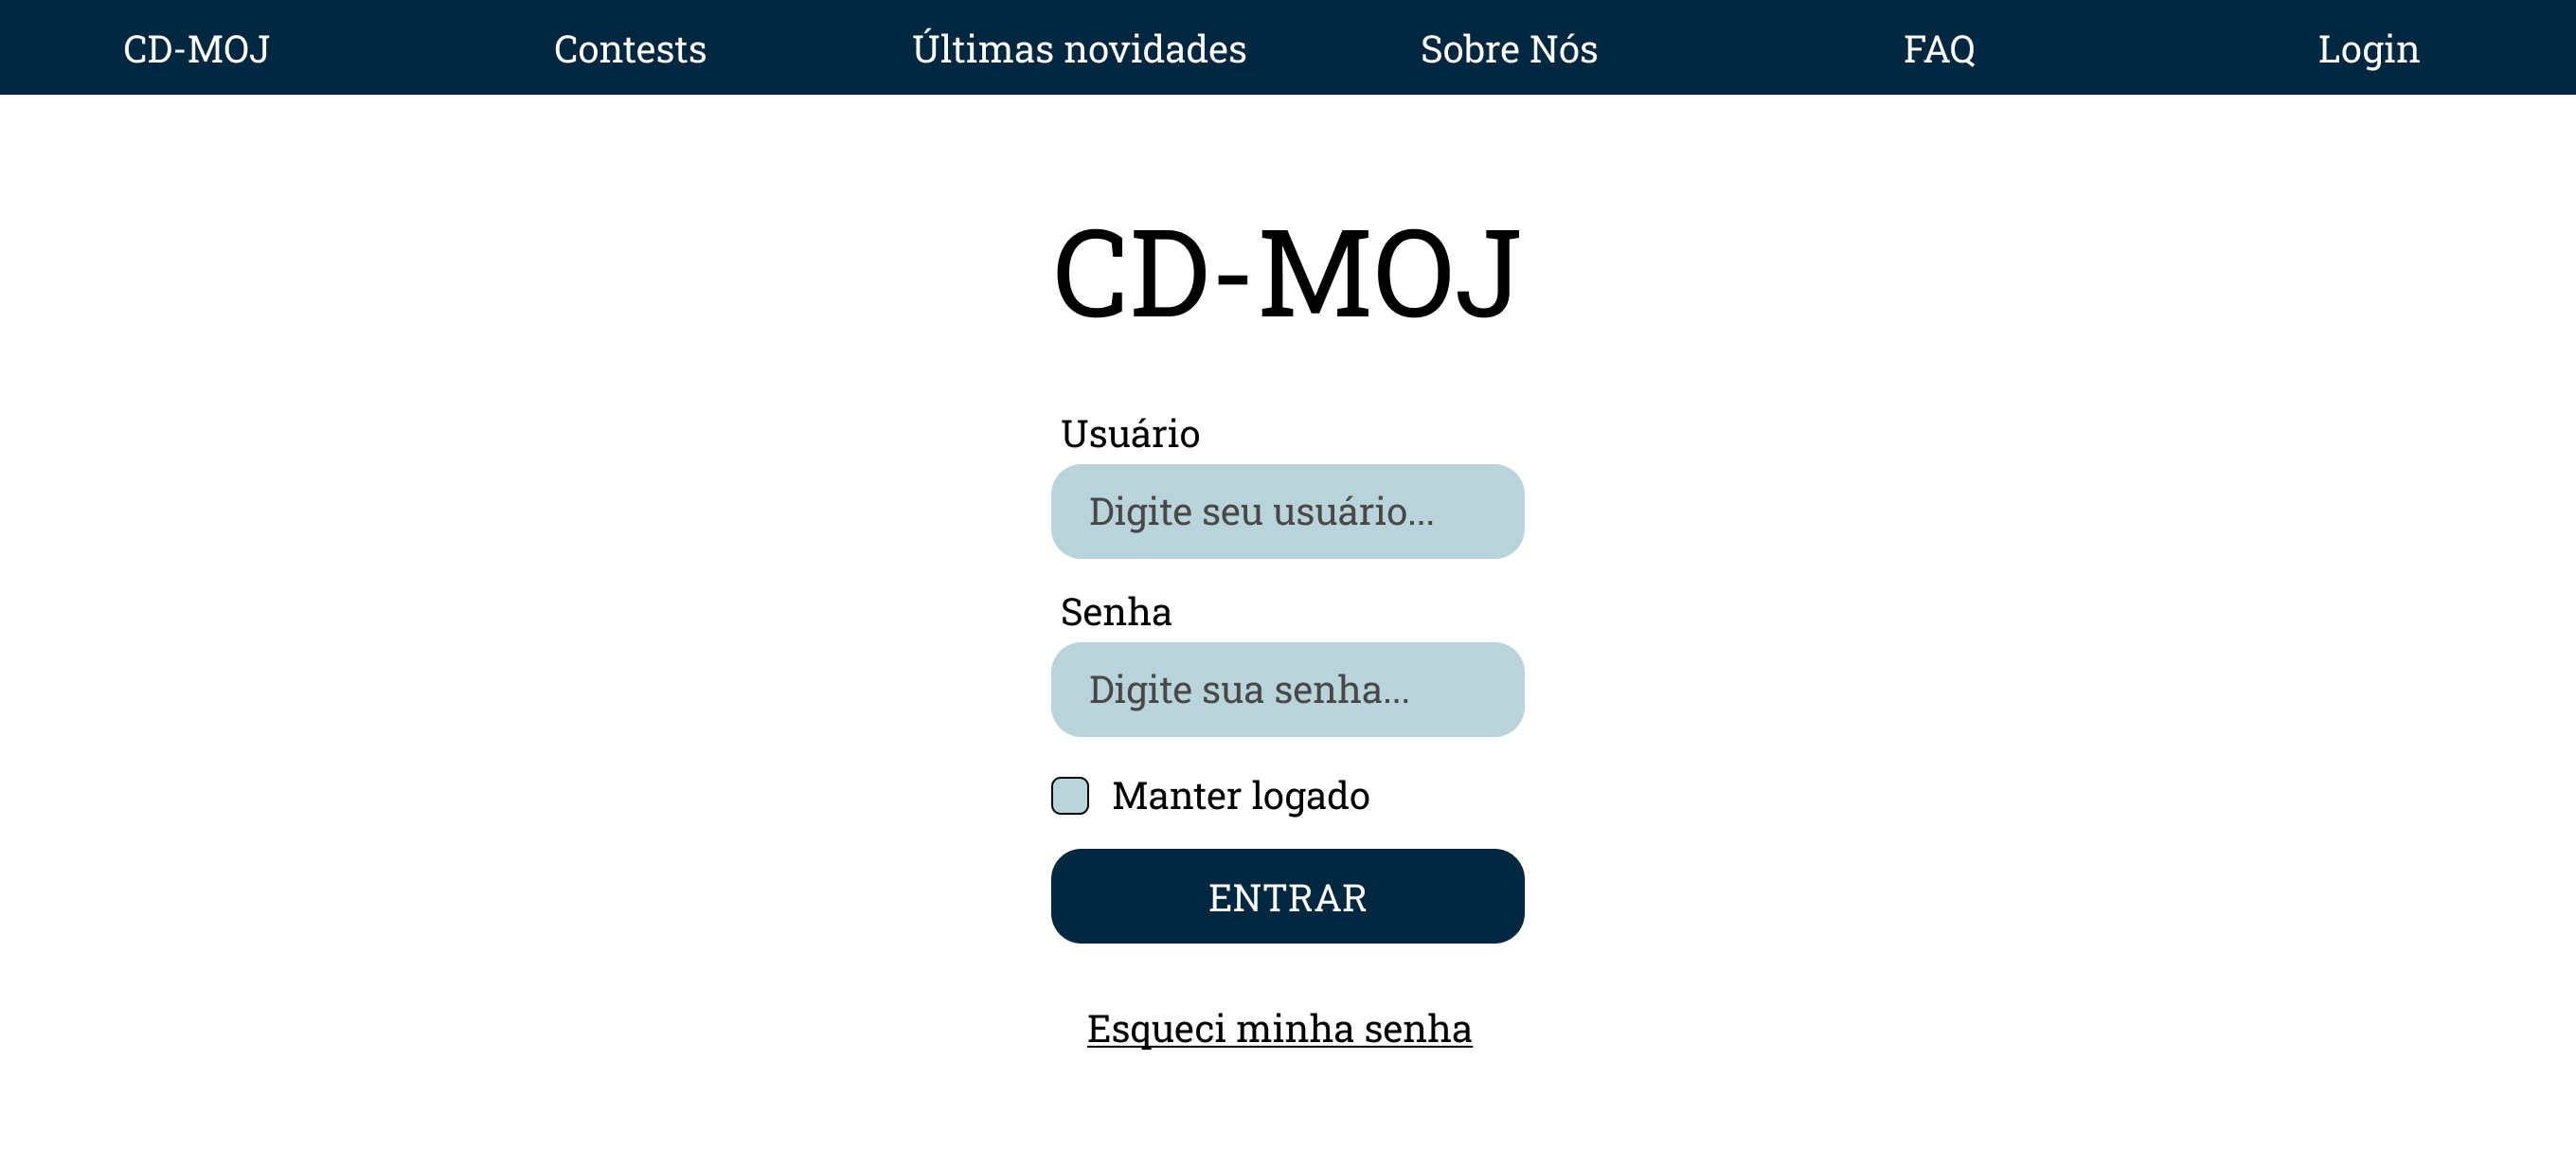 CD-MOJ Contests Últimas novidades Sobre Nós FAQ Login
CD-MOJ
Usuário
Digite seu usuário...
Senha
Digite sua senha...
Manter logado
ENTRAR
Esqueci minha senha